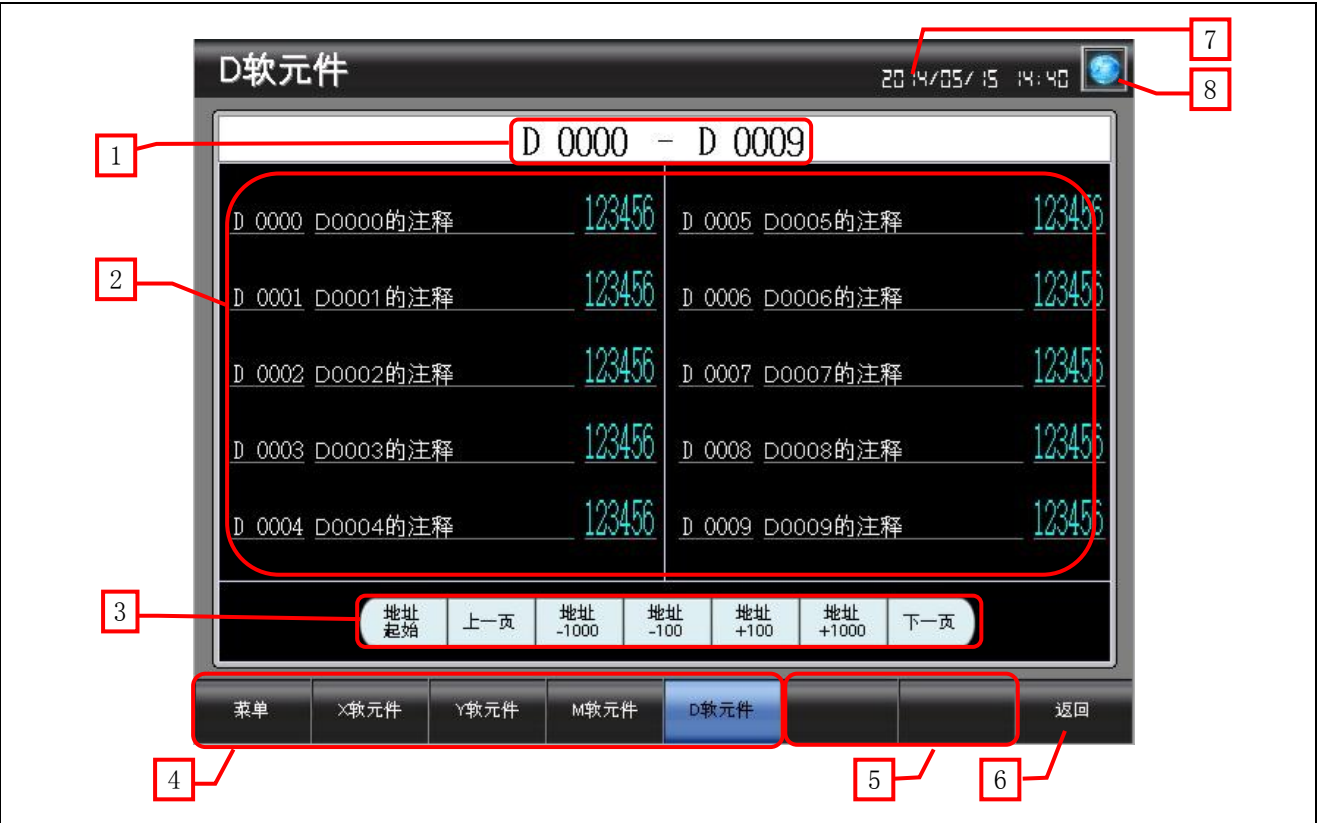 7
D软元件
2014/05/15 14:40
8
1
D 0000 - D 0009
D 0000 D0000的注释 123456 D 0005 D0005的注释 123456
2
D 0001 D0001的注释 123456 D 0006 D0006的注释 123456
D 0002 D0002的注释 123456 D 0007 D0007的注释 123456
D 0003 D0003的注释 123456 D 0008 D0008的注释 123456
D 0004 D0004的注释 123456 D 0009 D0009的注释 123456
3
地址
起始
上一页
地址
-1000
地址
-100
地址
+100
地址
+1000
下一页
菜单 X软元件 Y软元件 M软元件 D软元件 返回
4
5
6